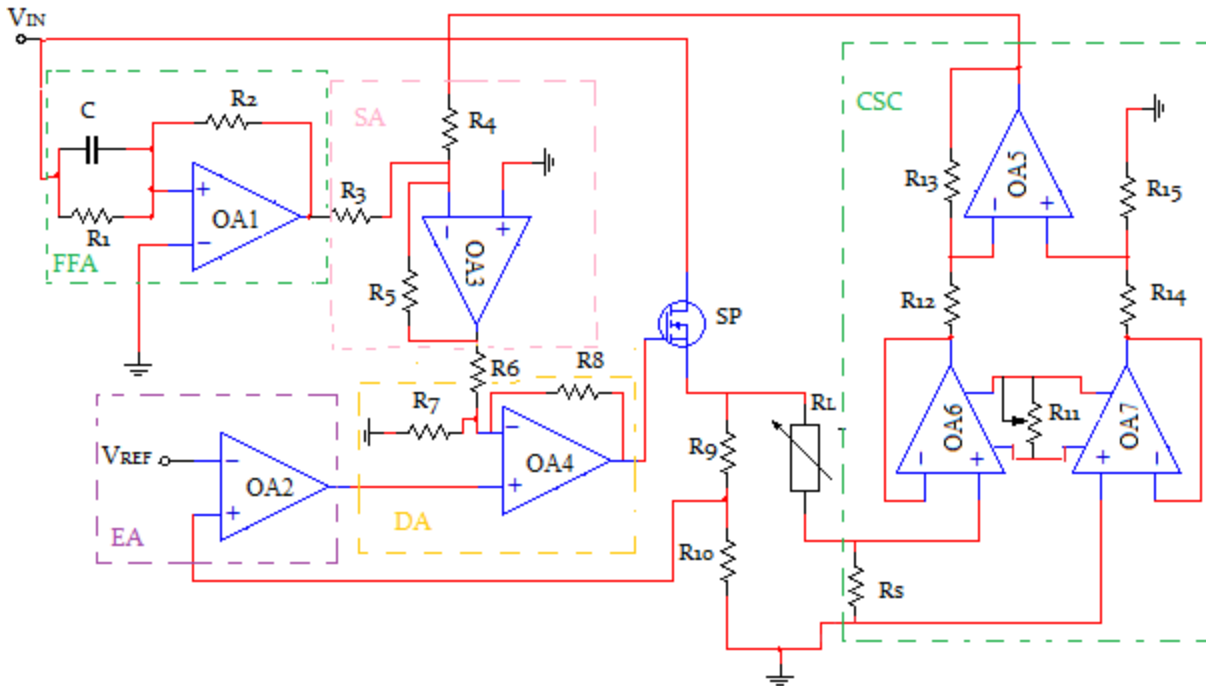 VIN
C
R2
R1
OA1
FFA
SA
R4
R3
OA3
R5
R6
R7
R8
VREF
OA2
EA
OA4
DA
SP
R9
R10
RL
RS
CSC
OA5
R13
R15
R12
R14
OA6
R11
OA7
+
−
−
+
−
+
−
+
−
+
−
+
+
−